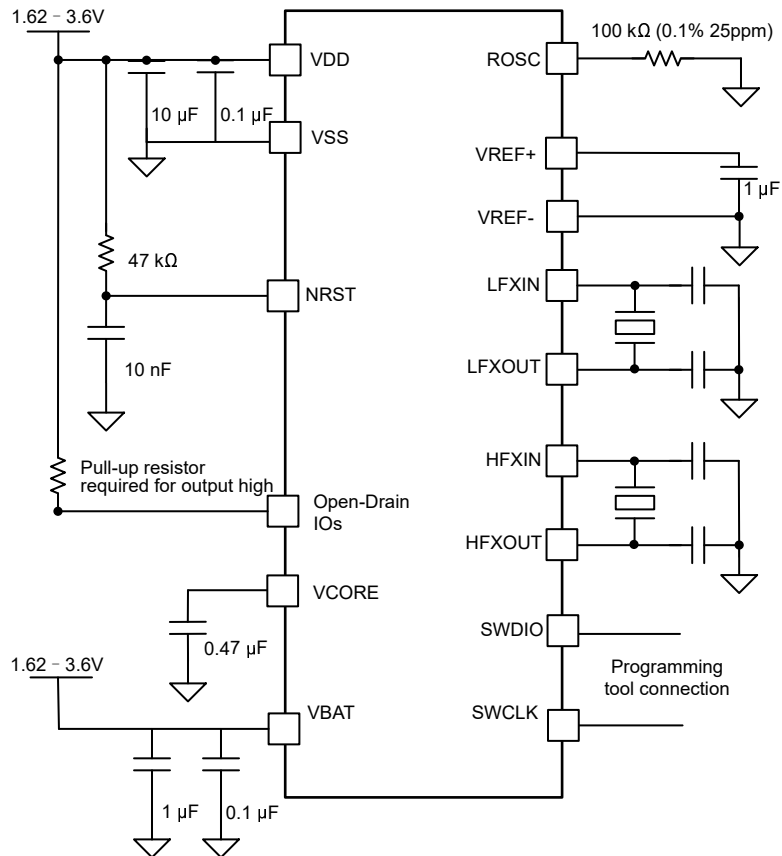 1.62 - 3.6V
VDD
10 µF
0.1 µF
VSS
47 kΩ
NRST
10 nF
Pull-up resistor
required for output high
Open-Drain
IOs
VCORE
0.47 µF
1.62 - 3.6V
VBAT
1 µF
0.1 µF
100 kΩ (0.1% 25ppm)
ROSC
VREF+
1 µF
VREF-
LFXIN
LFXOUT
HFXIN
HFXOUT
SWDIO
Programming
tool connection
SWCLK